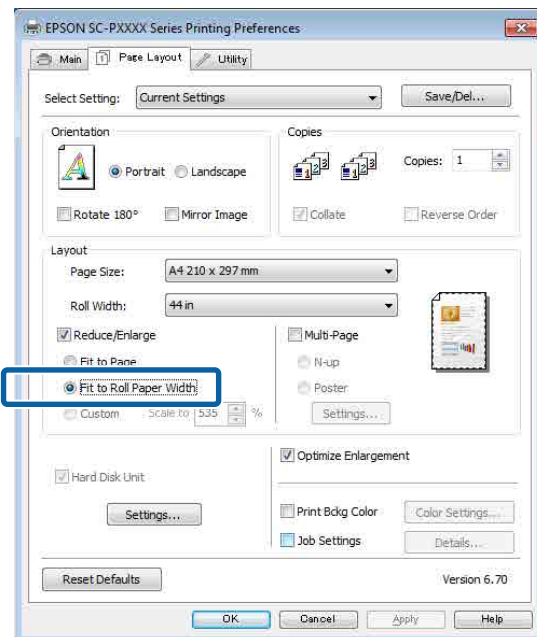 EPSON SC-PXXXX Series Printing Preferences
Main Page Layout Utility
Select Setting: Current Settings Save/Del...
Orientation Copies
Portrait Landscape Copies: 1
Rotate 180° Mirror Image Collate Reverse Order
Layout
Page Size: A4 210 x 297 mm
Roll Width: 44 in
Reduce/Enlarge Multi-Page
Fit to Page N-up
Fit to Roll Paper Width Poster
Custom Scale to 535 % Settings...
Optimize Enlargement
Hard Disk Unit
Settings... Print Bckg Color Color Settings...
Job Settings Details...
Reset Defaults Version 6.70
OK Cancel Apply Help